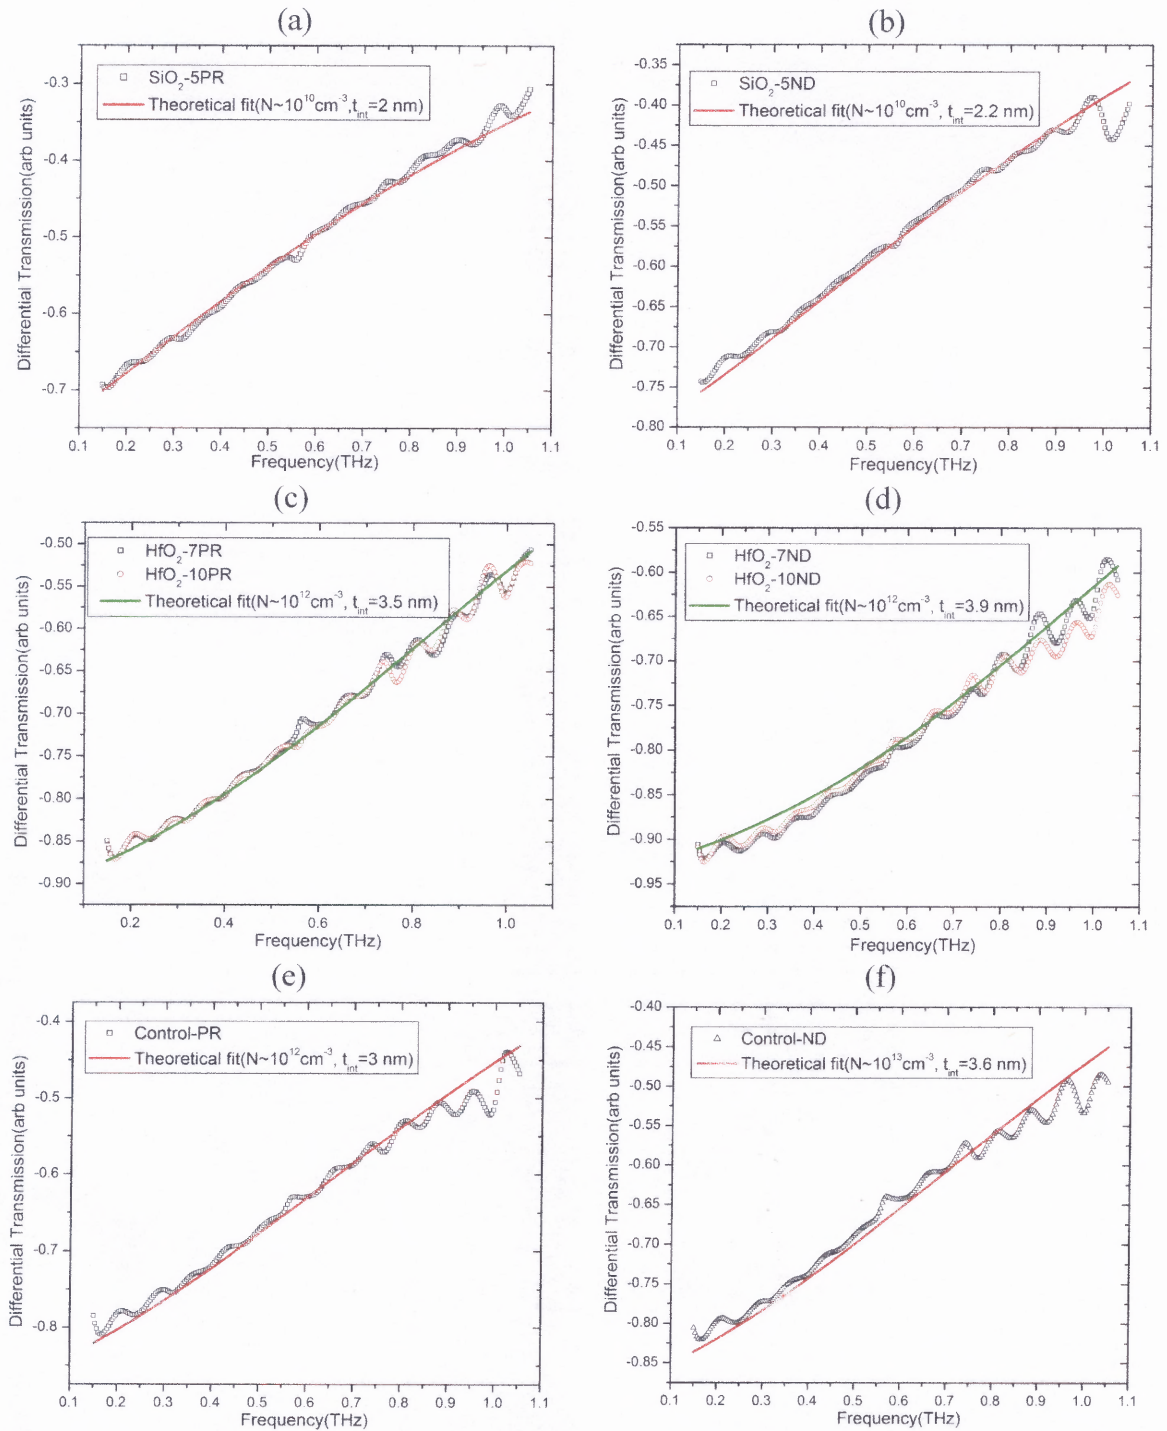 (a)
SiO2-5PR
Theoretical fit(N~10^10cm^-3,t_int=2 nm)
Differential Transmission(arb units)
-0.3
-0.4
-0.5
-0.6
-0.7
0.1 0.2 0.3 0.4 0.5 0.6 0.7 0.8 0.9 1.0 1.1
Frequency(THz)
(b)
SiO2-5ND
Theoretical fit(N~10^10cm^-3, t_int=2.2 nm)
Differential Transmission(arb units)
-0.35
-0.40
-0.45
-0.50
-0.55
-0.60
-0.65
-0.70
-0.75
-0.80
0.1 0.2 0.3 0.4 0.5 0.6 0.7 0.8 0.9 1.0 1.1
Frequency(THz)
(c)
HfO2-7PR
HfO2-10PR
Theoretical fit(N~10^12cm^-3, t_int=3.5 nm)
Differential Transmission(arb units)
-0.50
-0.55
-0.60
-0.65
-0.70
-0.75
-0.80
-0.85
-0.90
0.2 0.4 0.6 0.8 1.0
Frequency(THz)
(d)
HfO2-7ND
HfO2-10ND
Theoretical fit(N~10^12cm^-3, t_int=3.9 nm)
Differential Transmission(arb units)
-0.55
-0.60
-0.65
-0.70
-0.75
-0.80
-0.85
-0.90
-0.95
0.1 0.2 0.3 0.4 0.5 0.6 0.7 0.8 0.9 1.0 1.1
Frequency(THz)
(e)
Control-PR
Theoretical fit(N~10^12cm^-3, t_int=3 nm)
Differential Transmission(arb units)
-0.4
-0.5
-0.6
-0.7
-0.8
0.1 0.2 0.3 0.4 0.5 0.6 0.7 0.8 0.9 1.0 1.1
Frequency(THz)
(f)
Control-ND
Theoretical fit(N~10^13cm^-3, t_int=3.6 nm)
Differential Transmission(arb units)
-0.40
-0.45
-0.50
-0.55
-0.60
-0.65
-0.70
-0.75
-0.80
-0.85
0.1 0.2 0.3 0.4 0.5 0.6 0.7 0.8 0.9 1.0 1.1
Frequency(THz)